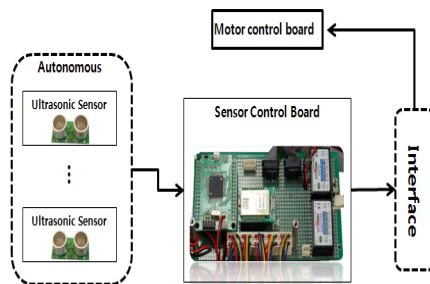 Motor control board
Autonomous
Ultrasonic Sensor
Ultrasonic Sensor
Sensor Control Board
Interface